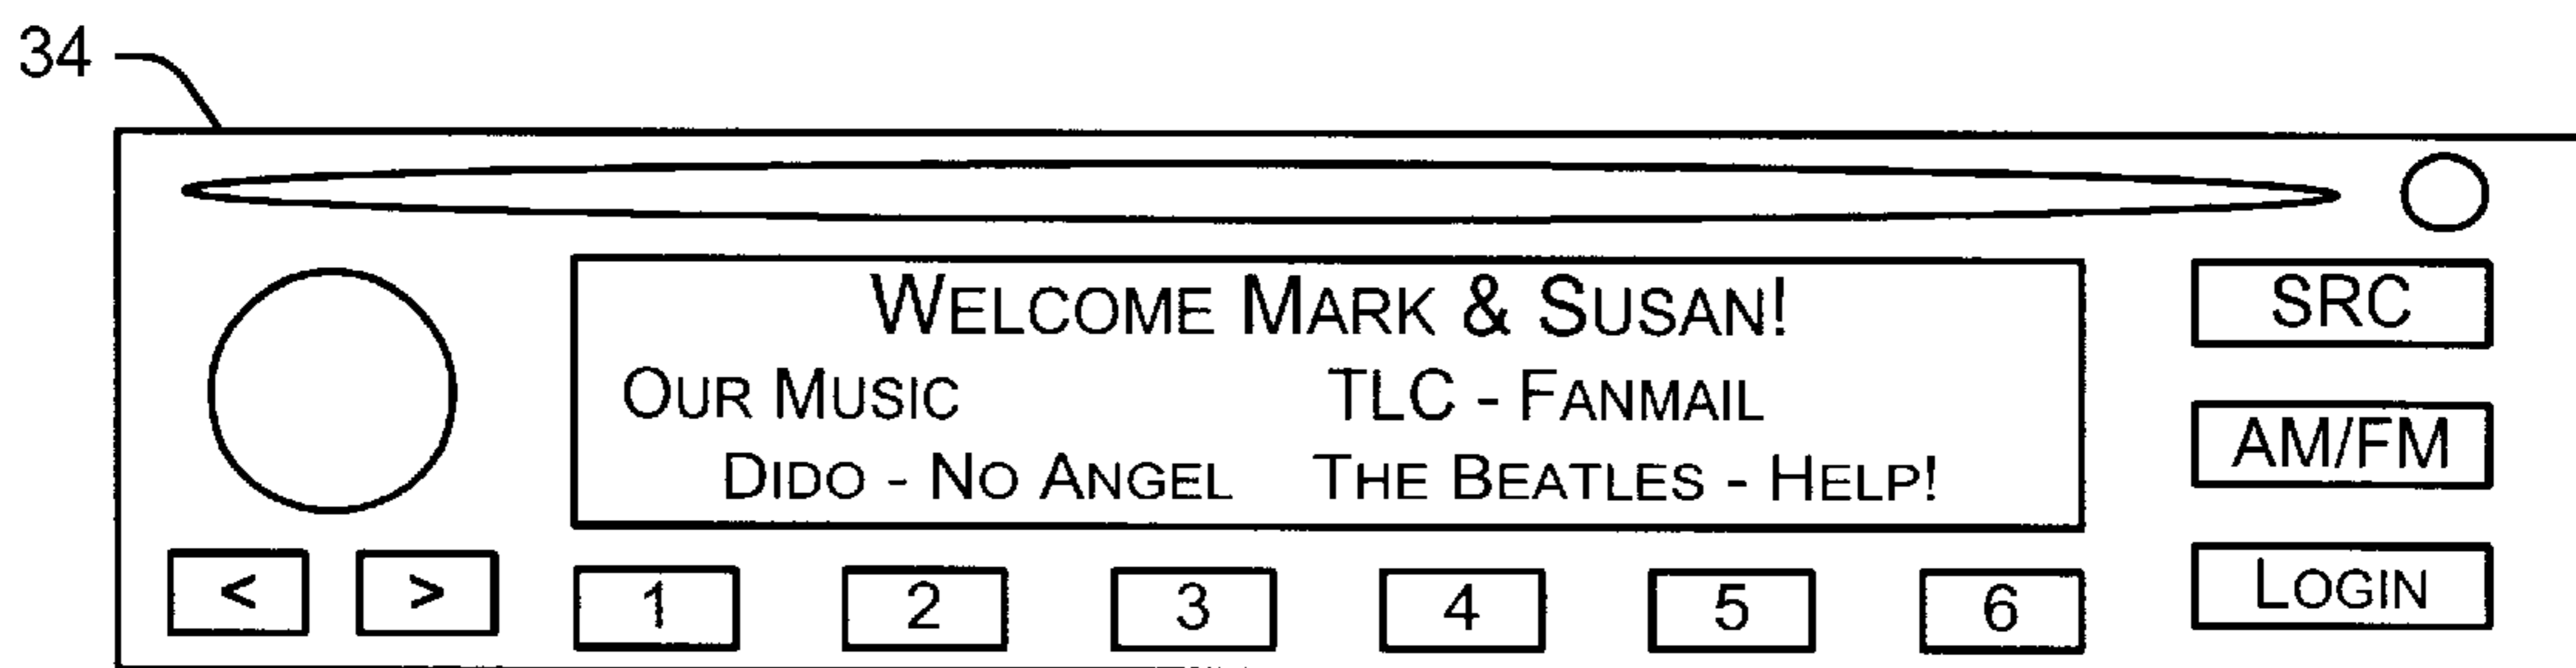 34
WELCOME MARK & SUSAN!
SRC
OUR MUSIC TLC - FANMAIL
AM/FM
DIDO - NO ANGEL THE BEATLES - HELP!
< > 1 2 3 4 5 6 LOGIN